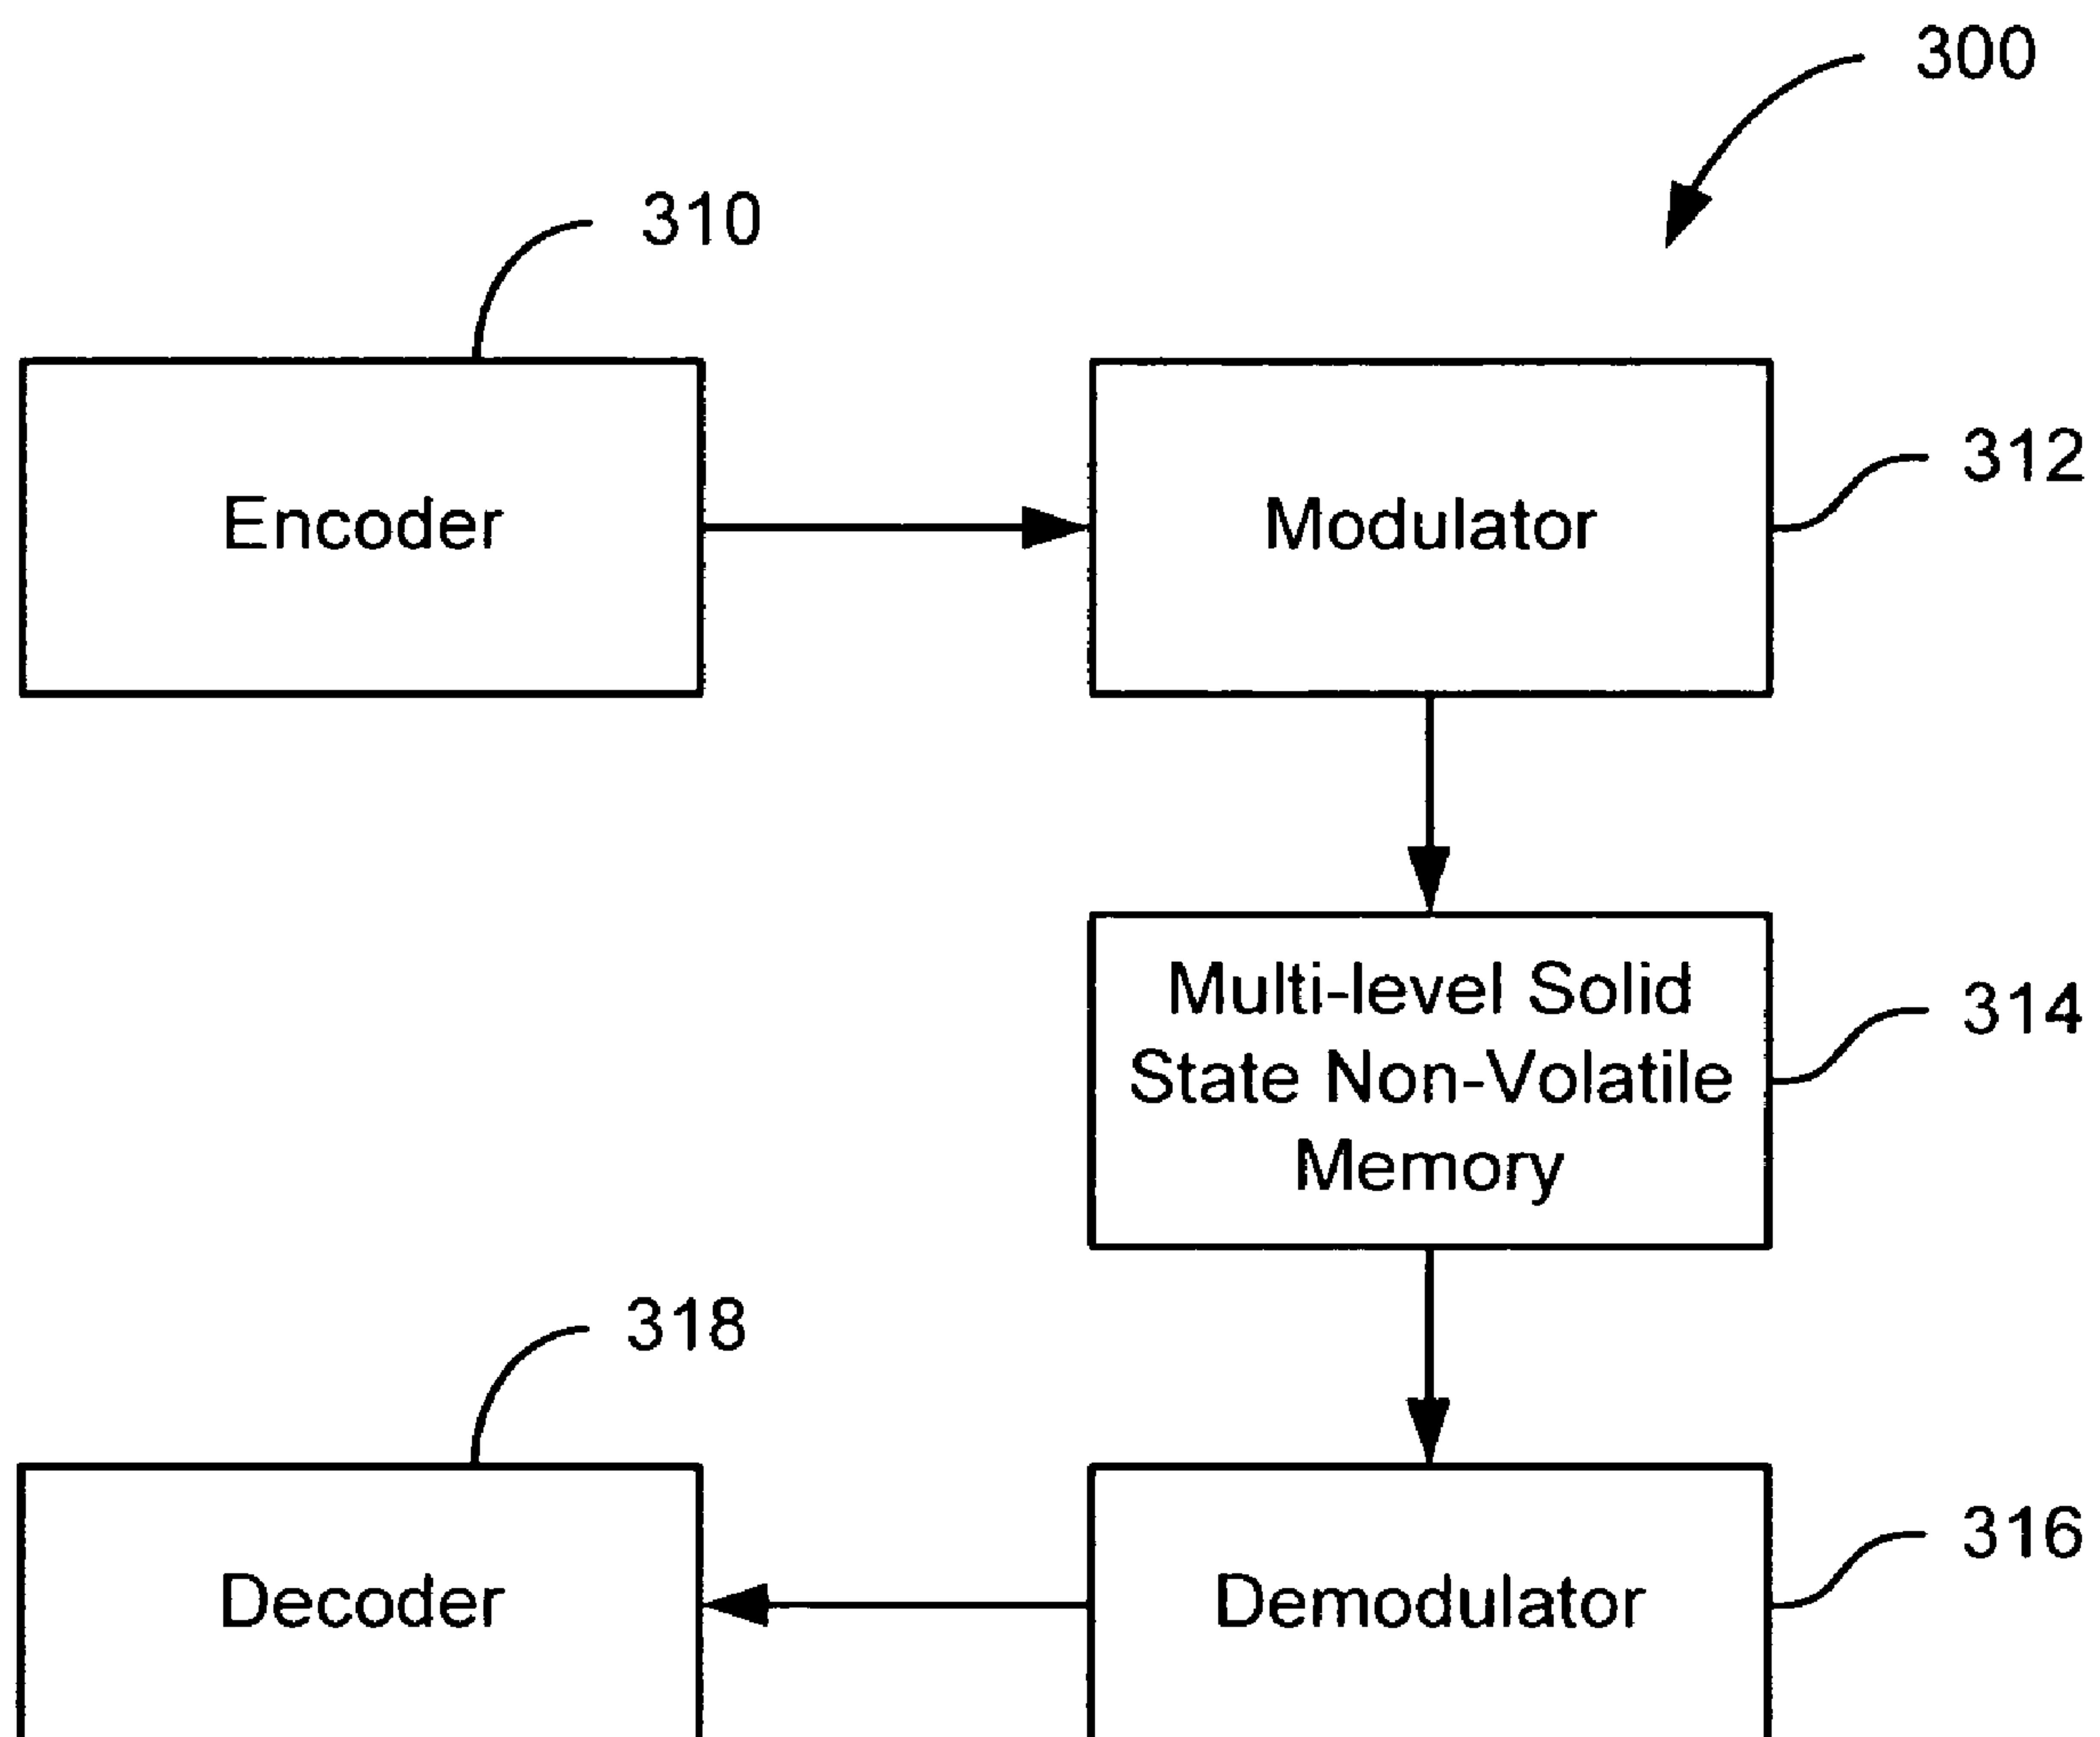 300
310
Encoder
Modulator
312
Multi-level Solid
State Non-Volatile
Memory
314
318
Decoder
Demodulator
316